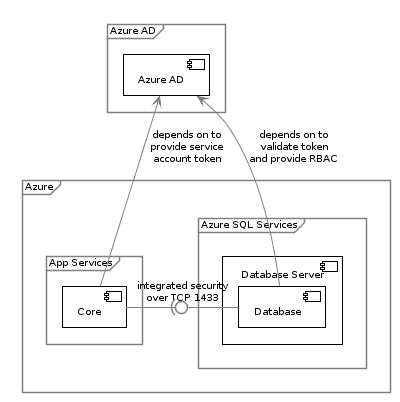 Azure AD
Azure AD
depends on to
provide service
account token
depends on to
validate token
and provide RBAC
Azure
Azure SQL Services
App Services
Database Server
integrated security
over TCP 1433
Core
Database